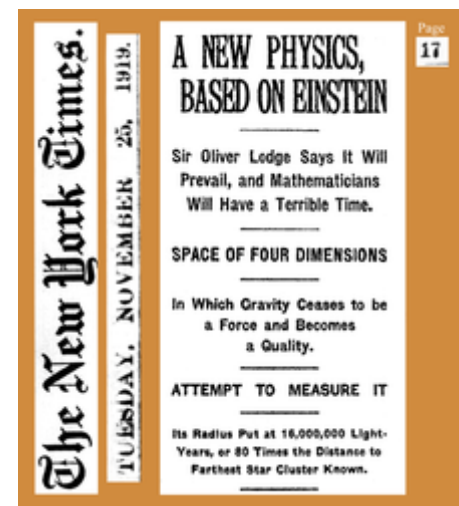 The New York Times.
TUESDAY, NOVEMBER 25, 1919.
Page
17
A NEW PHYSICS,
BASED ON EINSTEIN
Sir Oliver Lodge Says It Will
Prevail, and Mathematicians
Will Have a Terrible Time.
SPACE OF FOUR DIMENSIONS
In Which Gravity Ceases to be
a Force and Becomes
a Quality.
ATTEMPT TO MEASURE IT
Its Radius Put at 16,000,000 Light-
Years, or 80 Times the Distance to
Farthest Star Cluster Known.